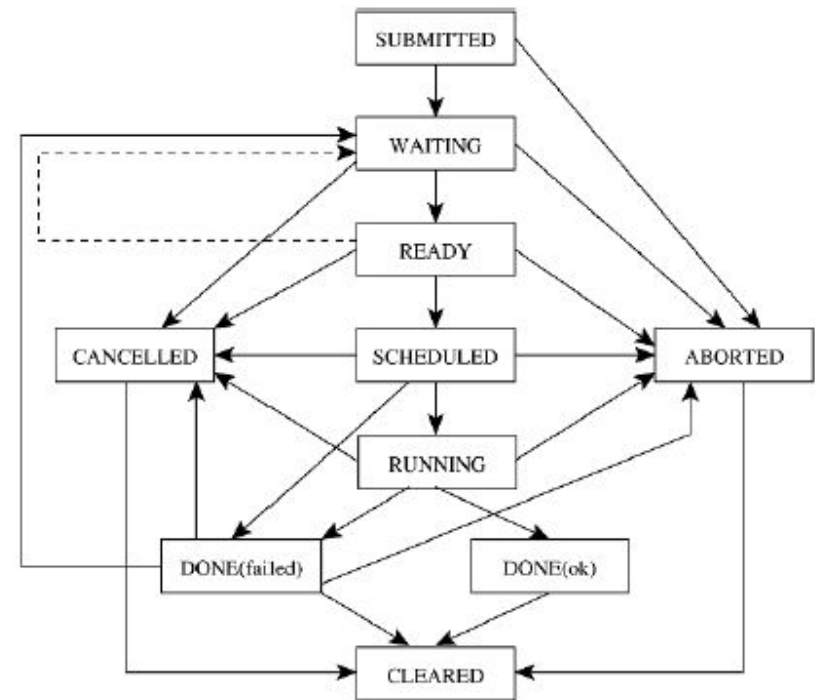 SUBMITTED
WAITING
READY
CANCELLED
SCHEDULED
ABORTED
RUNNING
DONE(failed)
DONE(ok)
CLEARED